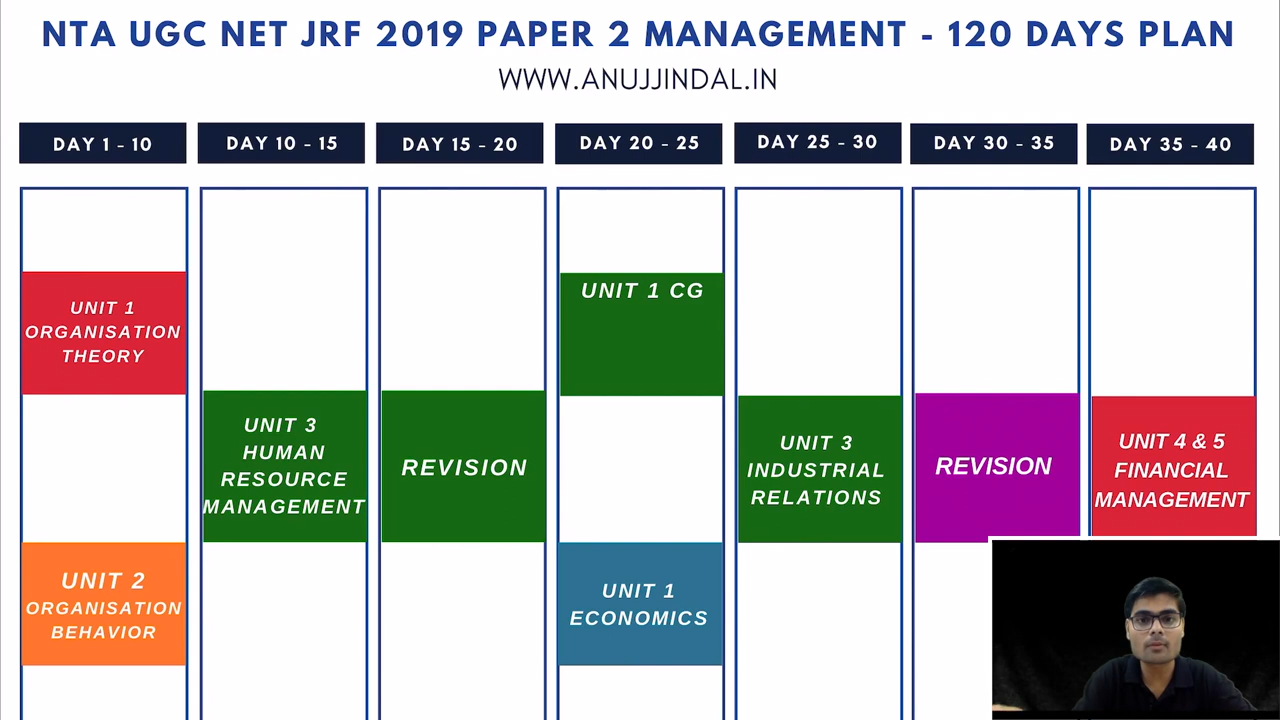 NTA UGC NET JRF 2019 PAPER 2 MANAGEMENT - 120 DAYS PLAN
WWW.ANUJJINDAL.IN
DAY 1 - 10
DAY 10 - 15
DAY 15 - 20
DAY 20 - 25
DAY 25 - 30
DAY 30 - 35
DAY 35 - 40
UNIT 1
ORGANISATION
THEORY
UNIT 2
ORGANISATION
BEHAVIOR
UNIT 3
HUMAN
RESOURCE
MANAGEMENT
REVISION
UNIT 1 CG
UNIT 1
ECONOMICS
UNIT 3
INDUSTRIAL
RELATIONS
REVISION
UNIT 4 & 5
FINANCIAL
MANAGEMENT